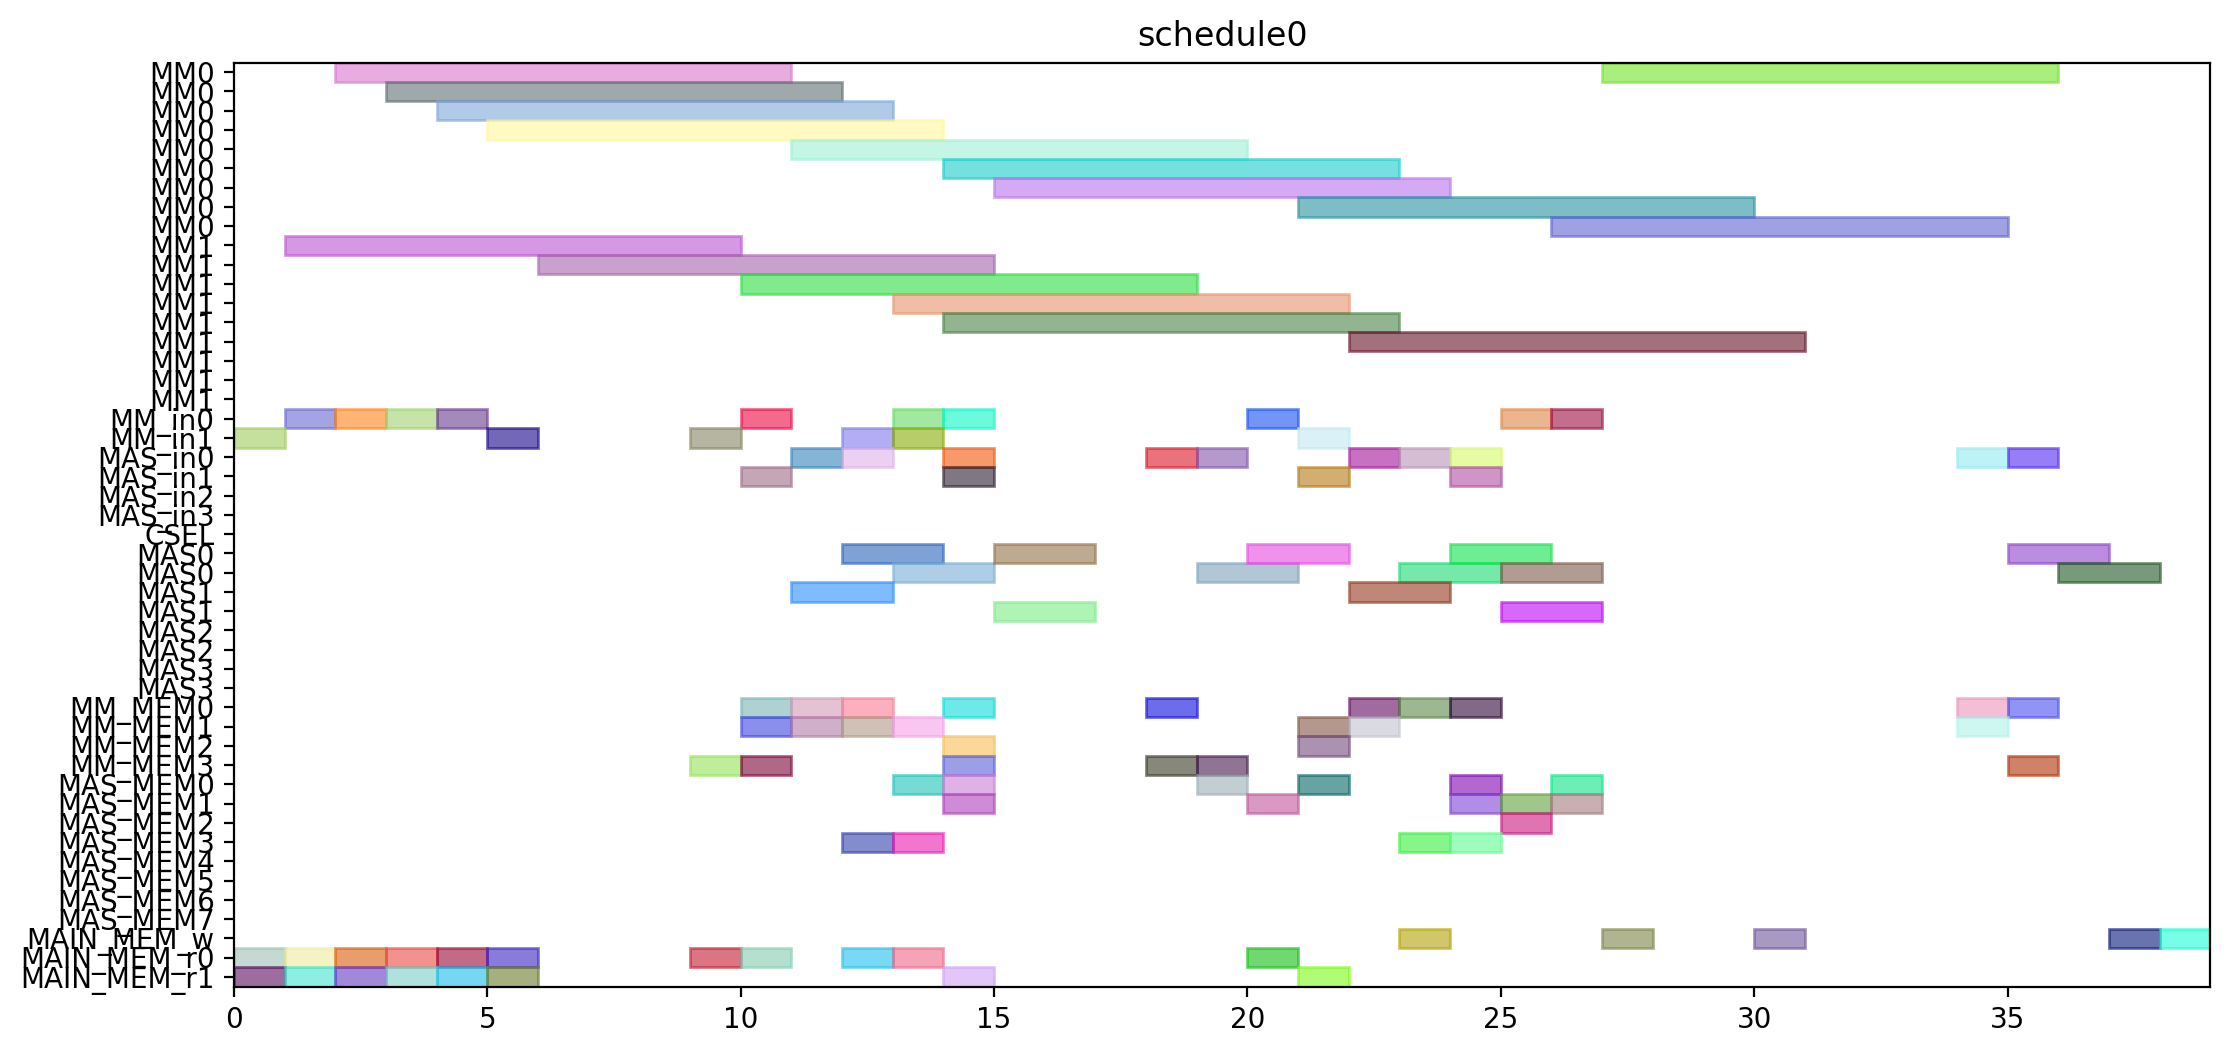 schedule0
MM0
MM0
MM0
MM0
MM0
MM0
MM0
MM0
MM0
MM1
MM1
MM1
MM1
MM1
MM1
MM1
MM1
MM1
MM_in0
MM_in1
MAS_in0
MAS_in1
MAS_in2
MAS_in3
CSEL
MAS0
MAS0
MAS1
MAS1
MAS2
MAS2
MAS3
MAS3
MM_MEM0
MM_MEM1
MM_MEM2
MM_MEM3
MAS_MEM0
MAS_MEM1
MAS_MEM2
MAS_MEM3
MAS_MEM4
MAS_MEM5
MAS_MEM6
MAS_MEM7
MAIN_MEM_w
MAIN_MEM_r0
MAIN_MEM_r1
0 5 10 15 20 25 30 35